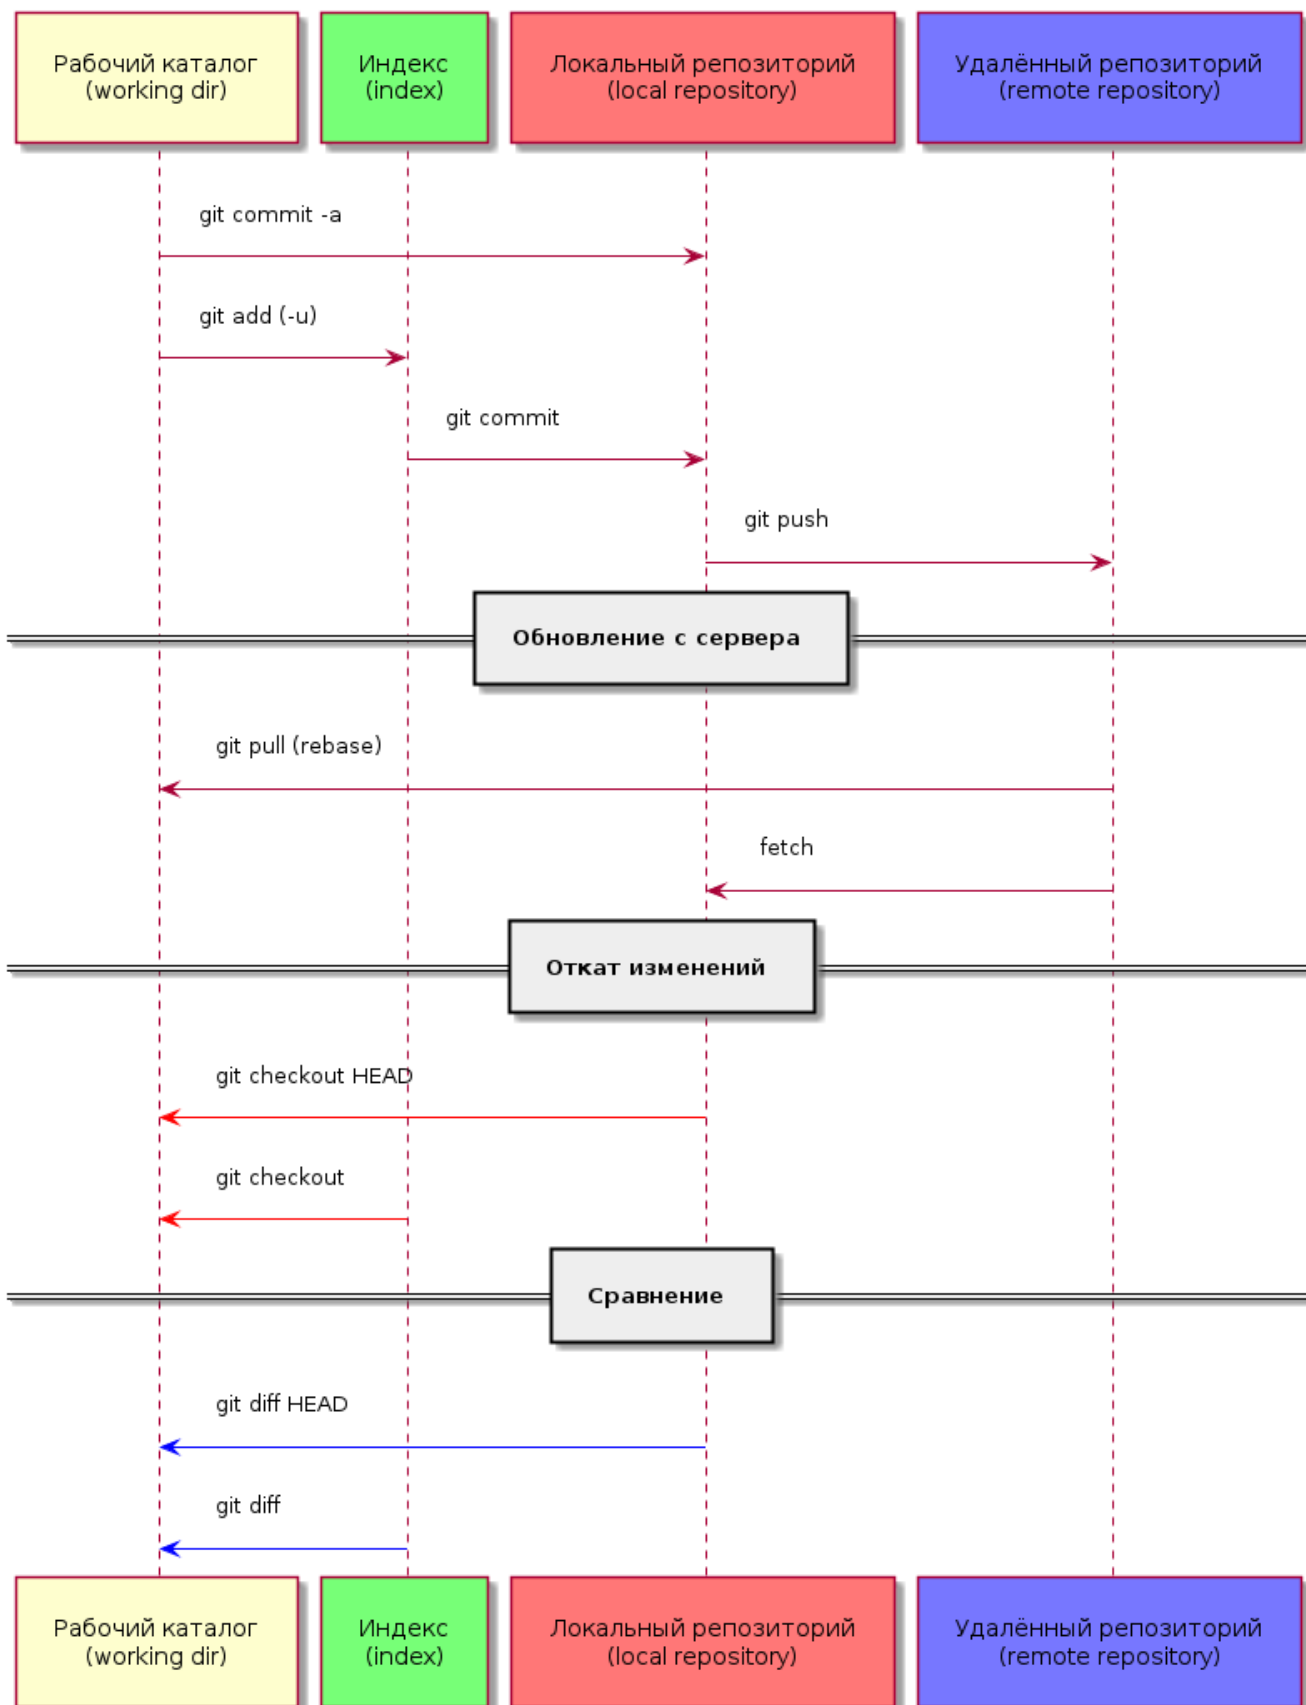 Рабочий каталог
(working dir)
Индекс
(index)
Локальный репозиторий
(local repository)
Удалённый репозиторий
(remote repository)
git commit -a
git add (-u)
git commit
git push
Обновление с сервера
git pull (rebase)
fetch
Откат изменений
git checkout HEAD
git checkout
Сравнение
git diff HEAD
git diff
Рабочий каталог
(working dir)
Индекс
(index)
Локальный репозиторий
(local repository)
Удалённый репозиторий
(remote repository)